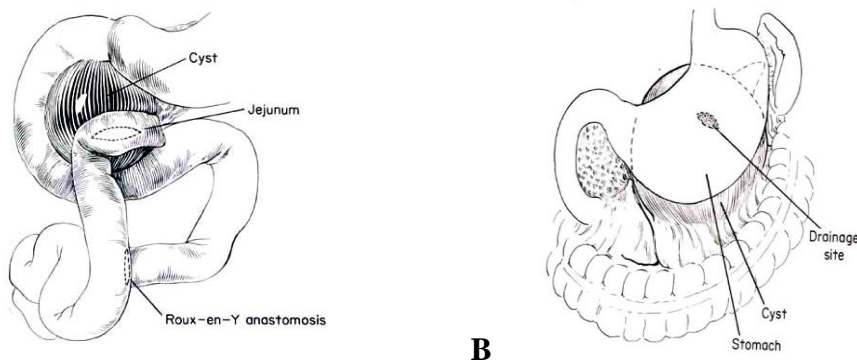 Cyst
Jejunum
Roux-en-Y anastomosis
B
Drainage
site
Cyst
Stomach